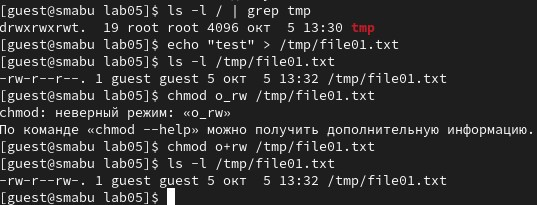 [guest@smabu lab05]$ ls -l / | grep tmp
drwxrwxrwt.  19 root root 4096 окт  5 13:30 tmp
[guest@smabu lab05]$ echo "test" > /tmp/file01.txt
[guest@smabu lab05]$ ls -l /tmp/file01.txt
-rw-r--r--. 1 guest guest 5 окт  5 13:32 /tmp/file01.txt
[guest@smabu lab05]$ chmod o_rw /tmp/file01.txt
chmod: неверный режим: «o_rw»
По команде «chmod --help» можно получить дополнительную информацию.
[guest@smabu lab05]$ chmod o+rw /tmp/file01.txt
[guest@smabu lab05]$ ls -l /tmp/file01.txt
-rw-r--rw-. 1 guest guest 5 окт  5 13:32 /tmp/file01.txt
[guest@smabu lab05]$